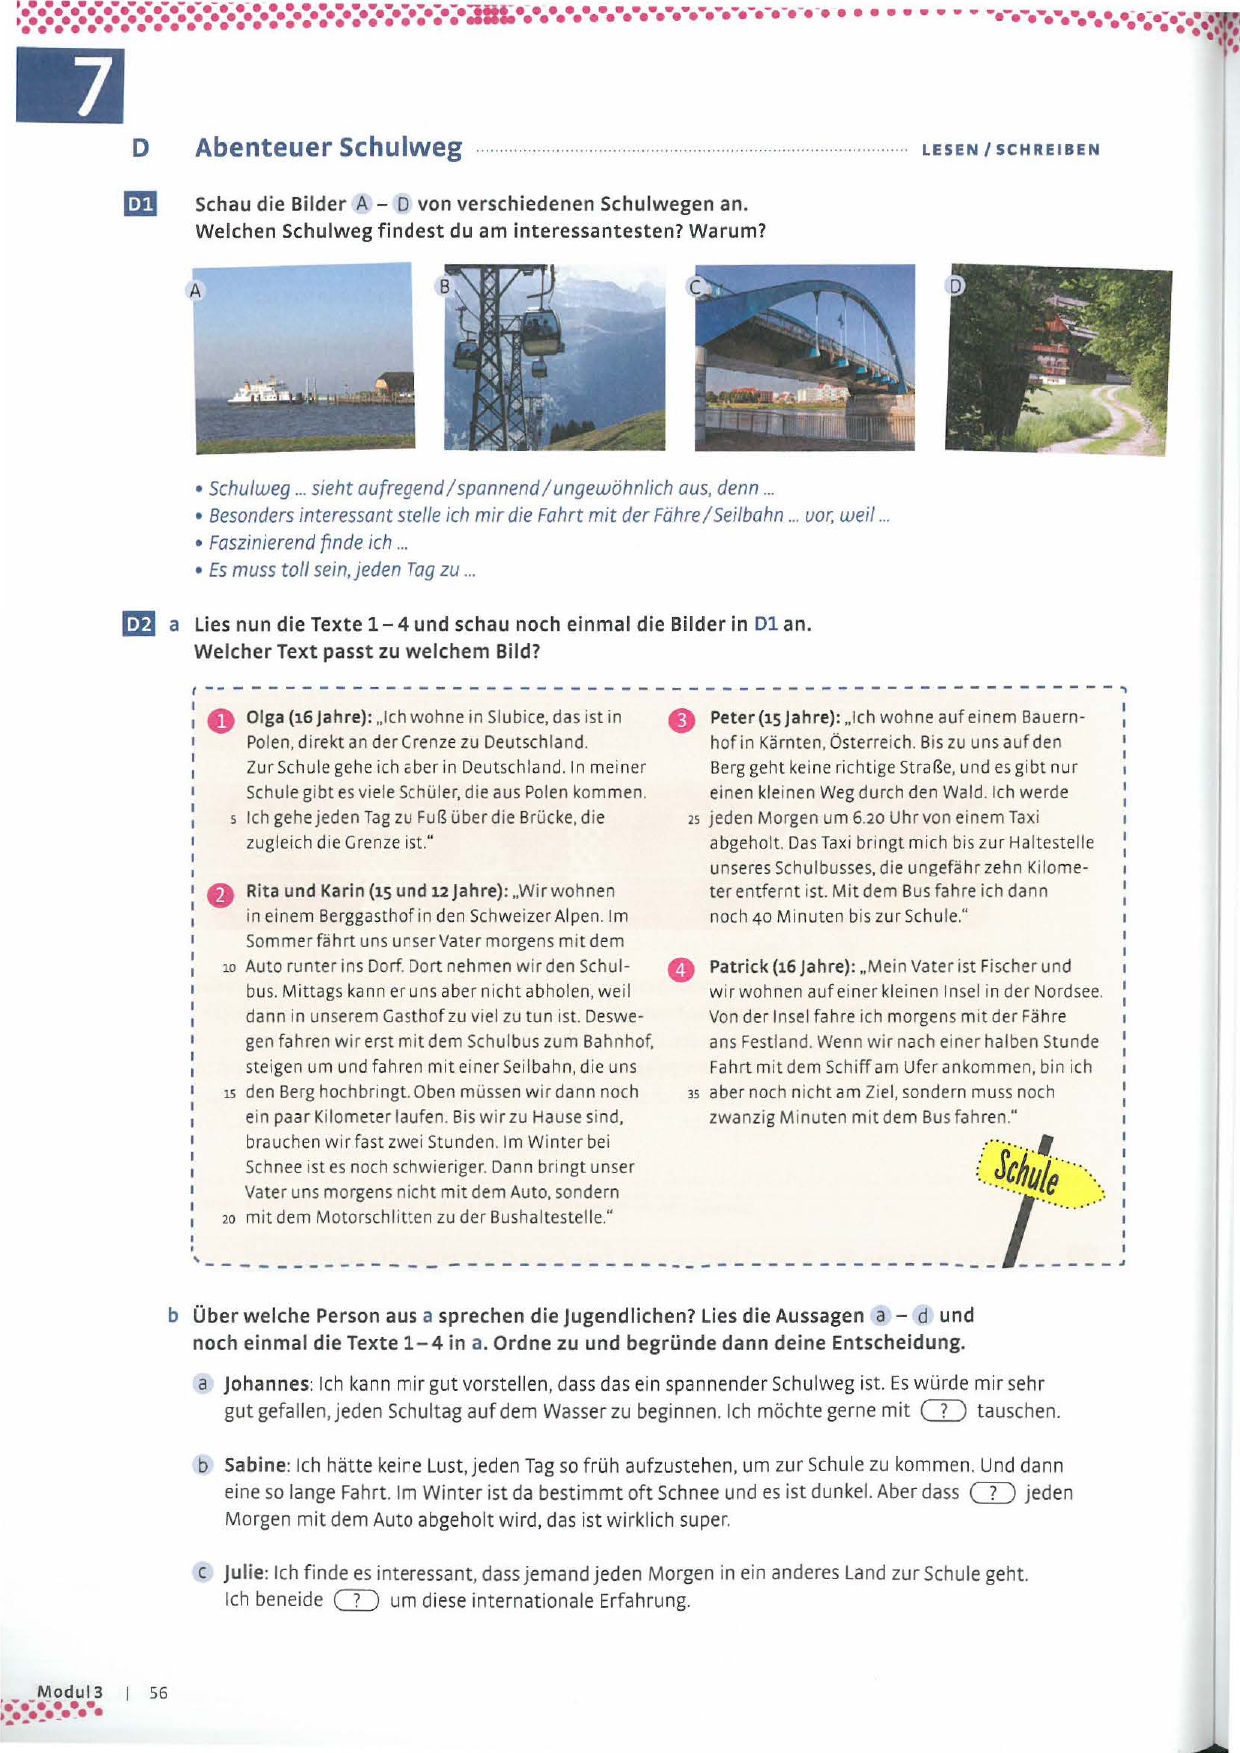 7
D Abenteuer Schulweg LESEN / SCHREIBEN
D1 Schau die Bilder A – D von verschiedenen Schulwegen an.
Welchen Schulweg findest du am interessantesten? Warum?
A
B
C
D
• Schulweg ... sieht aufregend / spannend / ungewöhnlich aus, denn ...
• Besonders interessant stelle ich mir die Fahrt mit der Fähre / Seilbahn ... vor, weil ...
• Faszinierend finde ich ...
• Es muss toll sein, jeden Tag zu ...
D2 a Lies nun die Texte 1 – 4 und schau noch einmal die Bilder in D1 an.
Welcher Text passt zu welchem Bild?
1 Olga (16 Jahre): „Ich wohne in Slubice, das ist in
Polen, direkt an der Grenze zu Deutschland.
Zur Schule gehe ich aber in Deutschland. In meiner
Schule gibt es viele Schüler, die aus Polen kommen.
5 Ich gehe jeden Tag zu Fuß über die Brücke, die
zugleich die Grenze ist.“
2 Rita und Karin (15 und 12 Jahre): „Wir wohnen
in einem Berggasthof in den Schweizer Alpen. Im
Sommer fährt uns unser Vater morgens mit dem
10 Auto runter ins Dorf. Dort nehmen wir den Schul-
bus. Mittags kann er uns aber nicht abholen, weil
dann in unserem Gasthof zu viel zu tun ist. Deswe-
gen fahren wir erst mit dem Schulbus zum Bahnhof,
steigen um und fahren mit einer Seilbahn, die uns
15 den Berg hochbringt. Oben müssen wir dann noch
ein paar Kilometer laufen. Bis wir zu Hause sind,
brauchen wir fast zwei Stunden. Im Winter bei
Schnee ist es noch schwieriger. Dann bringt unser
Vater uns morgens nicht mit dem Auto, sondern
20 mit dem Motorschlitten zu der Bushaltestelle.“
3 Peter (15 Jahre): „Ich wohne auf einem Bauern-
hof in Kärnten, Österreich. Bis zu uns auf den
Berg geht keine richtige Straße, und es gibt nur
einen kleinen Weg durch den Wald. Ich werde
25 jeden Morgen um 6.20 Uhr von einem Taxi
abgeholt. Das Taxi bringt mich bis zur Haltestelle
unseres Schulbusses, die ungefähr zehn Kilome-
ter entfernt ist. Mit dem Bus fahre ich dann
noch 40 Minuten bis zur Schule.“
4 Patrick (16 Jahre): „Mein Vater ist Fischer und
wir wohnen auf einer kleinen Insel in der Nordsee.
Von der Insel fahre ich morgens mit der Fähre
ans Festland. Wenn wir nach einer halben Stunde
Fahrt mit dem Schiff am Ufer ankommen, bin ich
35 aber noch nicht am Ziel, sondern muss noch
zwanzig Minuten mit dem Bus fahren.“
Schule
b Über welche Person aus a sprechen die Jugendlichen? Lies die Aussagen a – d und
noch einmal die Texte 1 – 4 in a. Ordne zu und begründe dann deine Entscheidung.
a Johannes: Ich kann mir gut vorstellen, dass das ein spannender Schulweg ist. Es würde mir sehr
gut gefallen, jeden Schultag auf dem Wasser zu beginnen. Ich möchte gerne mit ? tauschen.
b Sabine: Ich hätte keine Lust, jeden Tag so früh aufzustehen, um zur Schule zu kommen. Und dann
eine so lange Fahrt. Im Winter ist da bestimmt oft Schnee und es ist dunkel. Aber dass ? jeden
Morgen mit dem Auto abgeholt wird, das ist wirklich super.
c Julie: Ich finde es interessant, dass jemand jeden Morgen in ein anderes Land zur Schule geht.
Ich beneide ? um diese internationale Erfahrung.
Modul 3 | 56